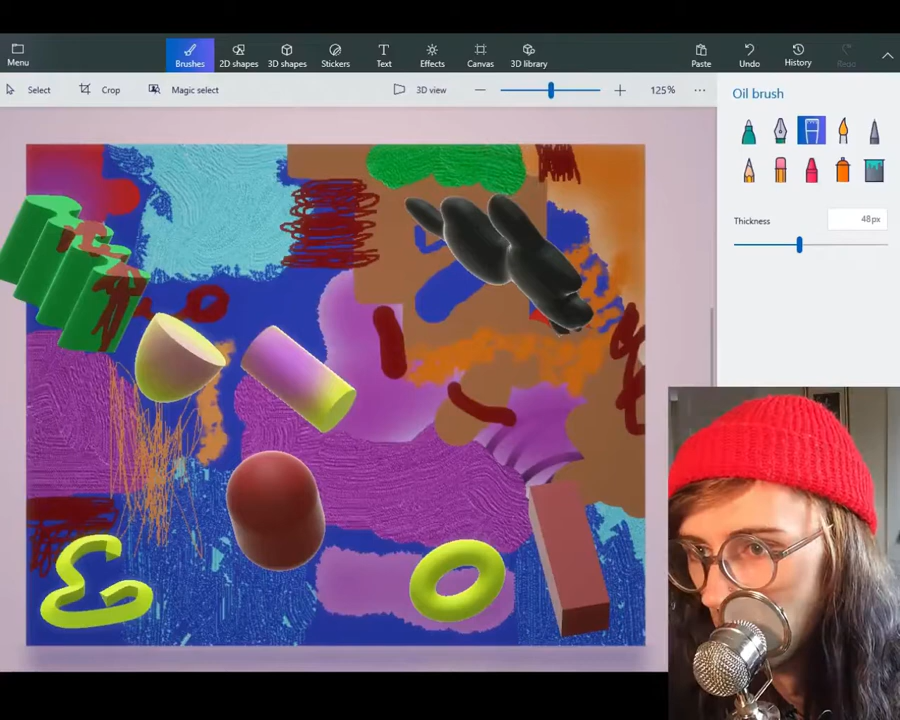 Menu
Brushes
2D shapes
3D shapes
Stickers
Text
Effects
Canvas
3D library
Paste
Undo
History
Redo
Select
Crop
Magic select
3D view
125%
Oil brush
Thickness
48px